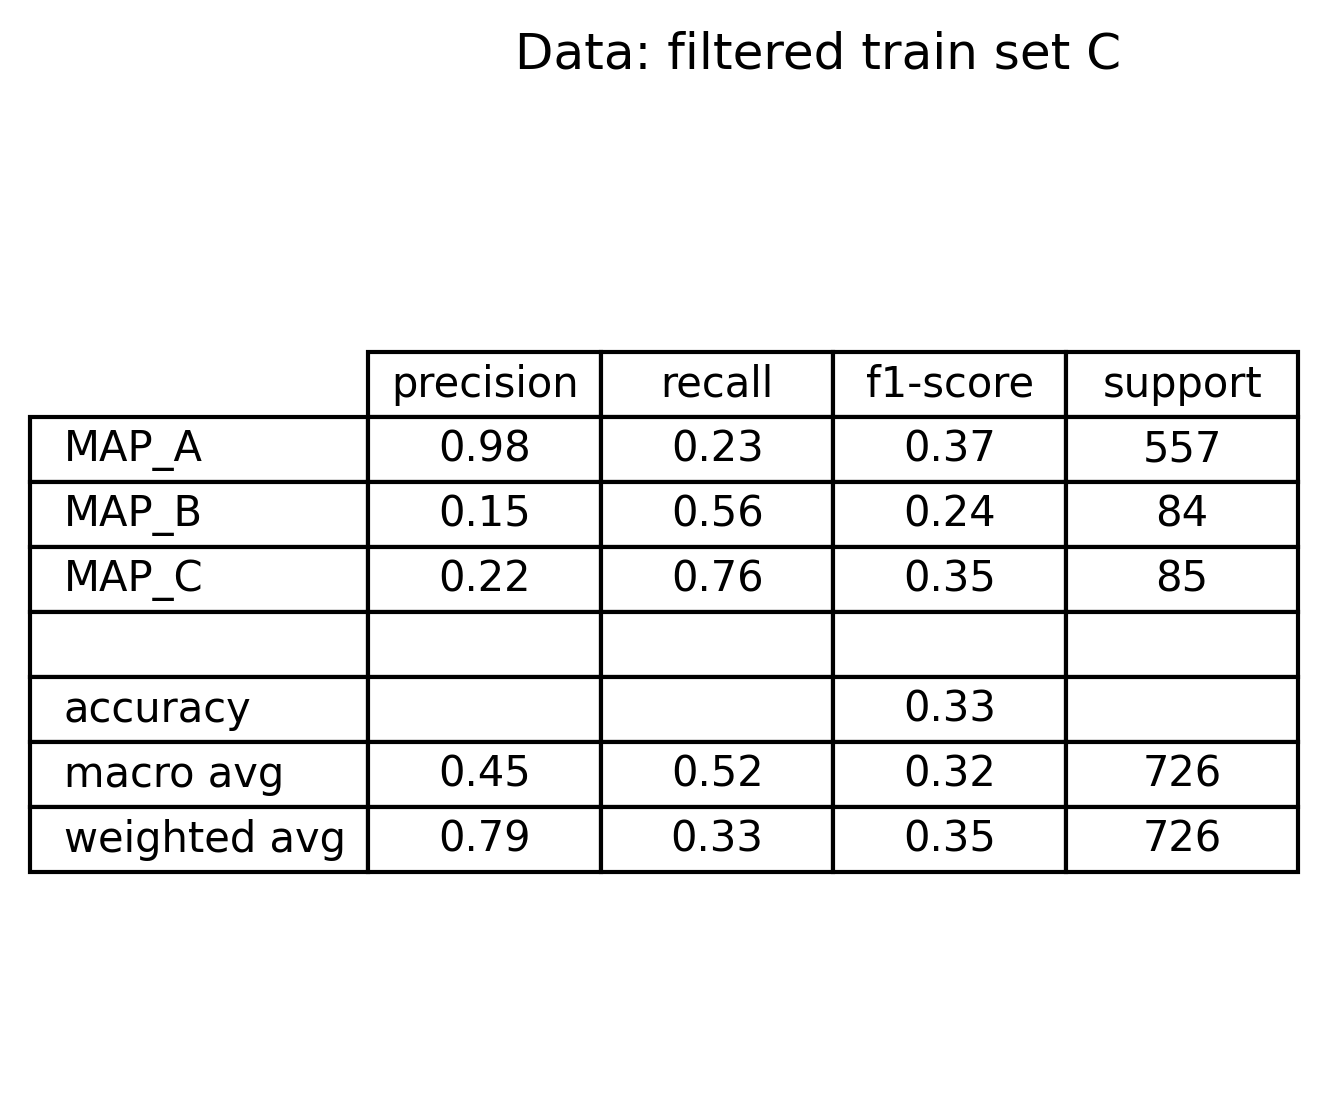 Data: filtered train set C
precision recall f1-score support
MAP_A 0.98 0.23 0.37 557
MAP_B 0.15 0.56 0.24 84
MAP_C 0.22 0.76 0.35 85
accuracy 0.33
macro avg 0.45 0.52 0.32 726
weighted avg 0.79 0.33 0.35 726